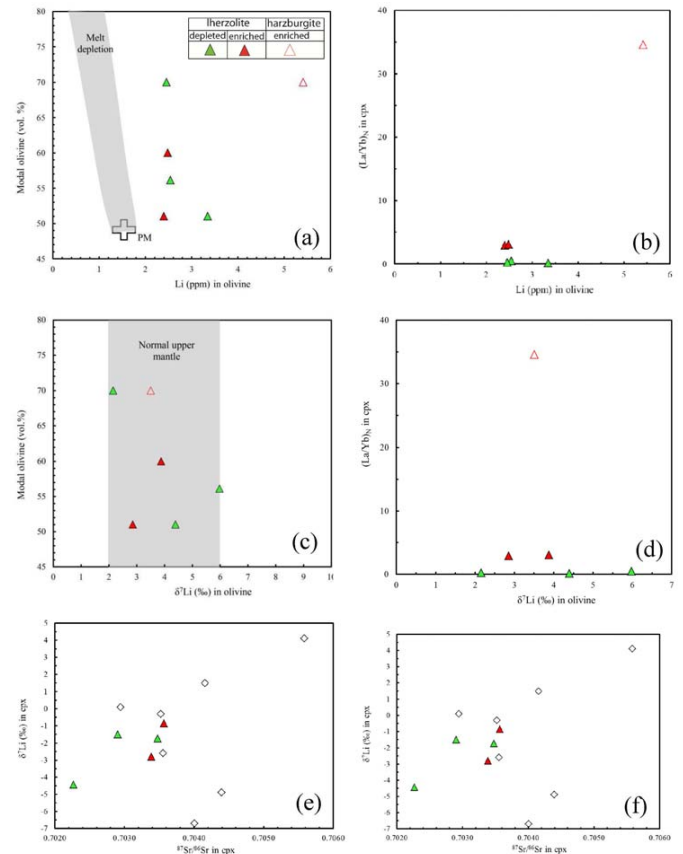 80
75
70
65
60
55
50
45
Modal olivine (vol. %)
Melt
depletion
lherzolite harzburgite
depleted enriched enriched
PM
(a)
0 1 2 3 4 5 6
Li (ppm) in olivine
40
30
20
10
0
(La/Yb)N in cpx
(b)
0 1 2 3 4 5 6
Li (ppm) in olivine
80
75
70
65
60
55
50
45
Modal olivine (vol.%)
Normal upper
mantle
(c)
0 1 2 3 4 5 6 7 8 9 10
δ7Li (‰) in olivine
40
30
20
10
0
(La/Yb)N in cpx
(d)
0 1 2 3 4 5 6 7
δ7Li (‰) in olivine
5
4
3
2
1
0
-1
-2
-3
-4
-5
-6
-7
δ7Li (‰) in cpx
(e)
0.7020 0.7030 0.7040 0.7050 0.7060
87Sr/86Sr in cpx
5
4
3
2
1
0
-1
-2
-3
-4
-5
-6
-7
δ7Li (‰) in cpx
(f)
0.7020 0.7030 0.7040 0.7050 0.7060
87Sr/86Sr in cpx